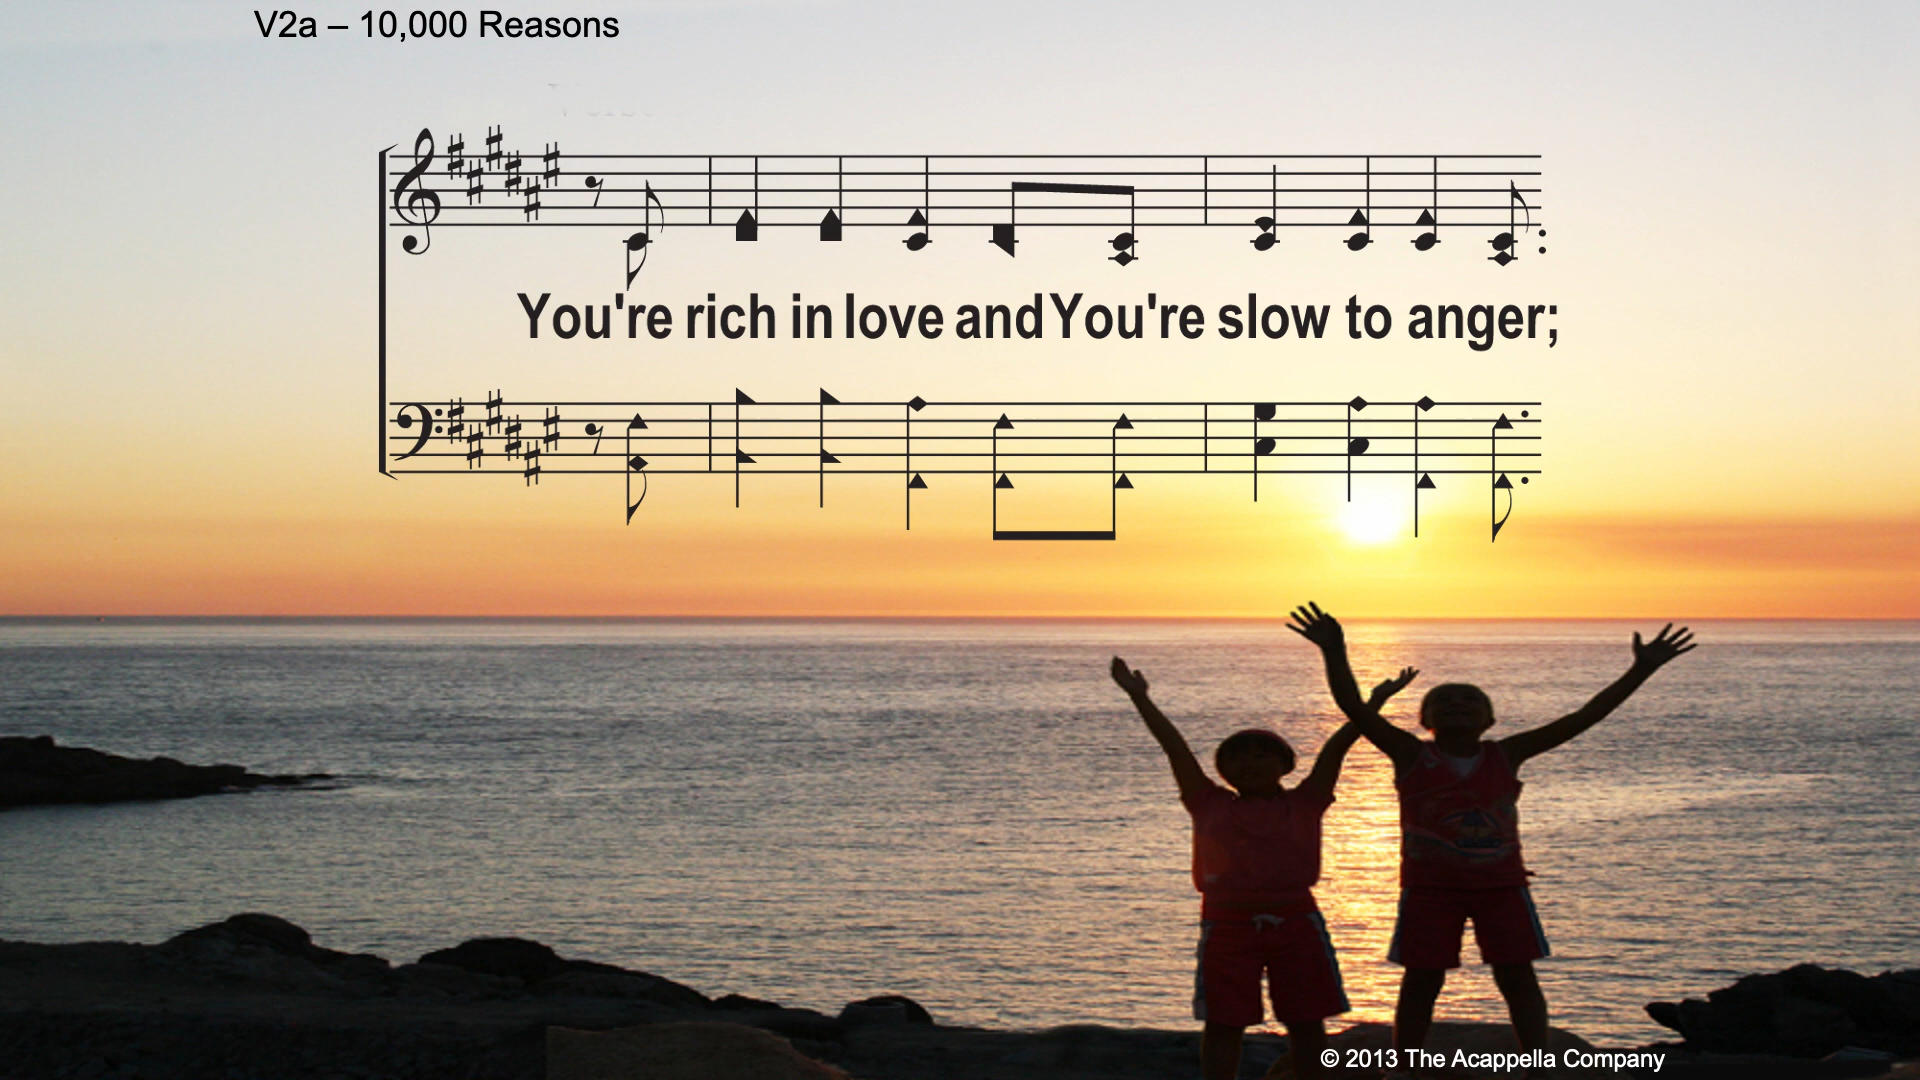 V2a – 10,000 Reasons
You're rich in love and You're slow to anger;
© 2013 The Acappella Company